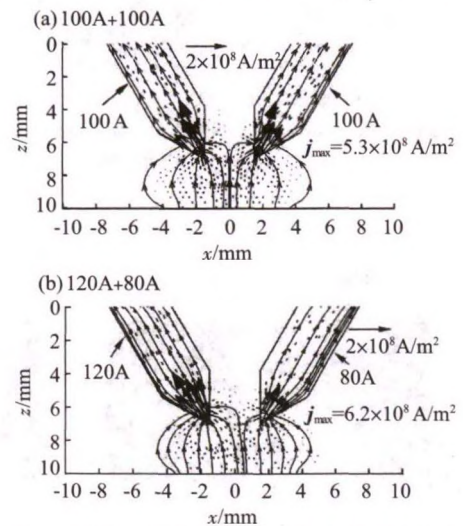 (a) 100A+100A
0
2
4
6
8
10
z/mm
2×10⁸A/m²
100 A
100 A
jmax=5.3×10⁸ A/m²
-10 -8 -6 -4 -2 0 2 4 6 8 10
x/mm
(b) 120A+80A
0
2
4
6
8
10
z/mm
2×10⁸A/m²
120A
80A
jmax=6.2×10⁸ A/m²
-10 -8 -6 -4 -2 0 2 4 6 8 10
x/mm